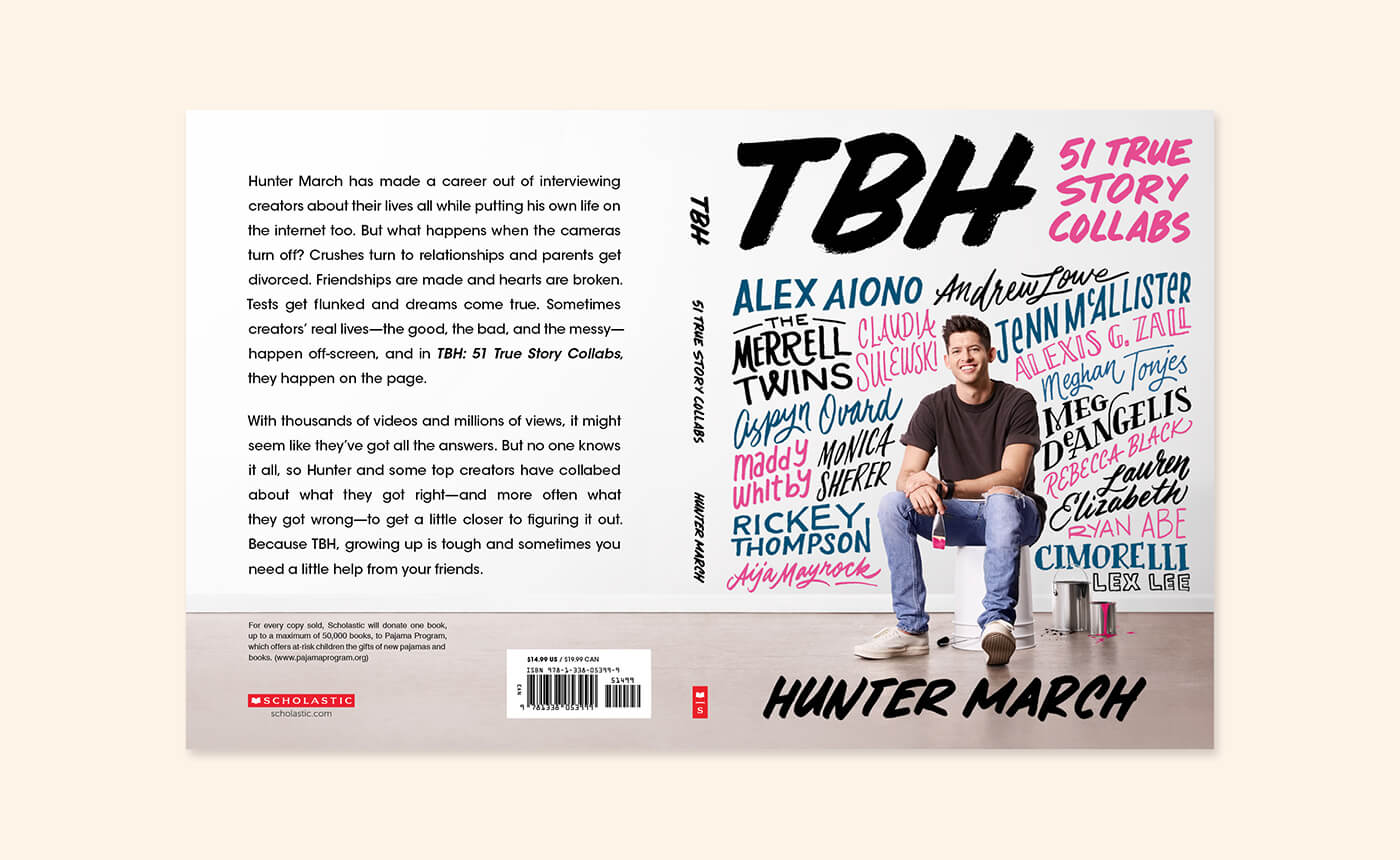 Hunter March has made a career out of interviewing
creators about their lives all while putting his own life on
the internet too. But what happens when the cameras
turn off? Crushes turn to relationships and parents get
divorced. Friendships are made and hearts are broken.
Tests get flunked and dreams come true. Sometimes
creators’ real lives—the good, the bad, and the messy—
happen off-screen, and in TBH: 51 True Story Collabs,
they happen on the page.
With thousands of videos and millions of views, it might
seem like they’ve got all the answers. But no one knows
it all, so Hunter and some top creators have collabed
about what they got right—and more often what
they got wrong—to get a little closer to figuring it out.
Because TBH, growing up is tough and sometimes you
need a little help from your friends.
For every copy sold, Scholastic will donate one book,
up to a maximum of 50,000 books, to Pajama Program,
which offers at-risk children the gifts of new pajamas and
books. (www.pajamaprogram.org)
SCHOLASTIC
scholastic.com
$14.99 US / $19.99 CAN
ISBN 978-1-338-05399-9
51499
9 781338 053999
TBH
51 TRUE STORY COLLABS
HUNTER MARCH
S
TBH
51 TRUE
STORY
COLLABS
ALEX AIONO
Andrew Lowe
THE
MERRELL
TWINS
CLAUDIA
SULEWSKI
JENN McALLISTER
ALEXIS G. ZALL
Meghan Tonjes
Aspyn Ovard
MEG
DeANGELIS
maddy
whitby
MONICA
SHERER
REBECCA BLACK
Lauren
Elizabeth
RICKEY
THOMPSON
RYAN ABE
CIMORELLI
Aija Mayrock
LEX LEE
HUNTER MARCH